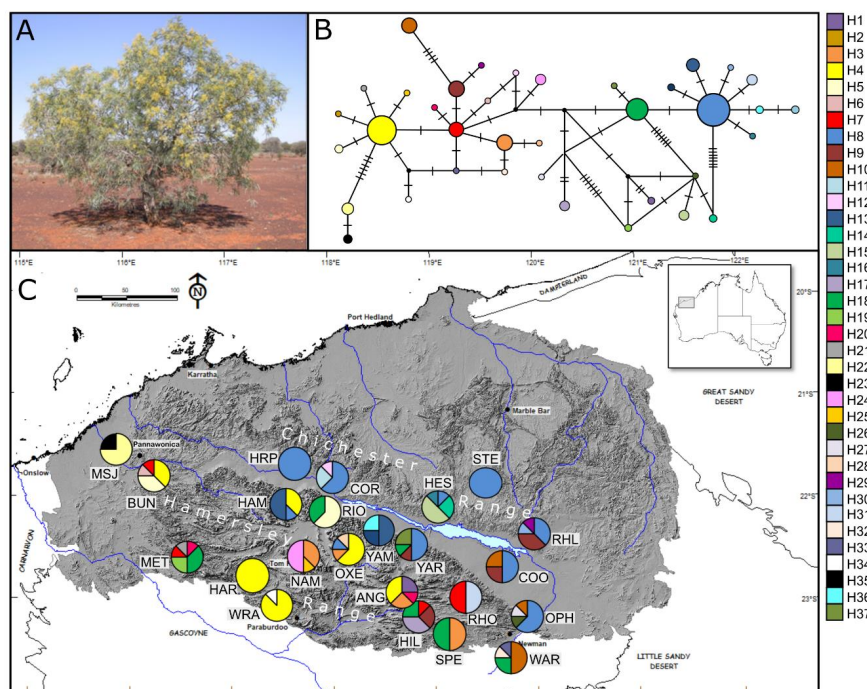 A
B
H1
H2
H3
H4
H5
H6
H7
H8
H9
H10
H11
H12
H13
H14
H15
H16
H17
H18
H19
H20
H21
H22
H23
H24
H25
H26
H27
H28
H29
H30
H31
H32
H33
H34
H35
H36
H37
115°E
116°E
117°E
118°E
119°E
120°E
121°E
122°E
C
0
50
100
Kilometres
N
DAMPIERLAND
20°S
Port Hedland
Karratha
21°S
GREAT SANDY
DESERT
Marble Bar
Pannawonica
Chichester
Onslow
MSJ
HRP
STE
COR
HES
Range
22°S
BUN
HAM
RIO
Hamersley
RHL
YAM
YAR
MET
Tom
NAM
OXE
COO
HAR
ANG
WRA
Range
RHO
OPH
23°S
CARNARVON
GASCOYNE
Paraburdoo
HIL
Newman
SPE
WAR
LITTLE SANDY
DESERT